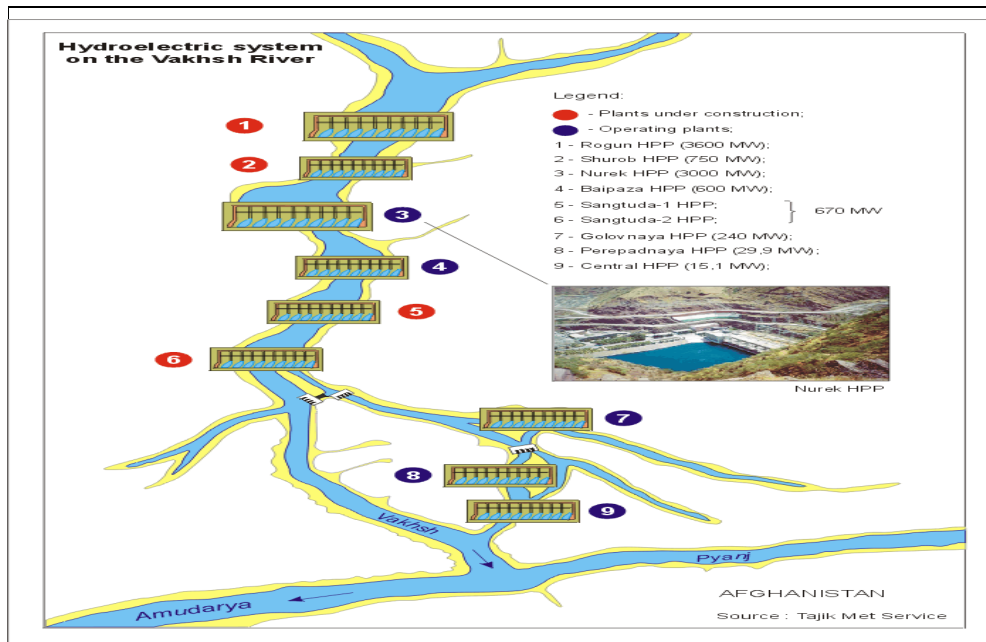 Hydroelectric system
on the Vakhsh River
Legend:
- Plants under construction;
- Operating plants;
1 - Rogun HPP (3600 MW);
2 - Shurob HPP (750 MW);
3 - Nurek HPP (3000 MW);
4 - Baipaza HPP (600 MW);
5 - Sangtuda-1 HPP;
6 - Sangtuda-2 HPP;
} 670 MW
7 - Golovnaya HPP (240 MW);
8 - Perepadnaya HPP (29,9 MW);
9 - Central HPP (15,1 MW);
1
2
3
4
5
6
Nurek HPP
7
8
9
Vakhsh
Pyanj
Amudarya
AFGHANISTAN
Source : Tajik Met Service